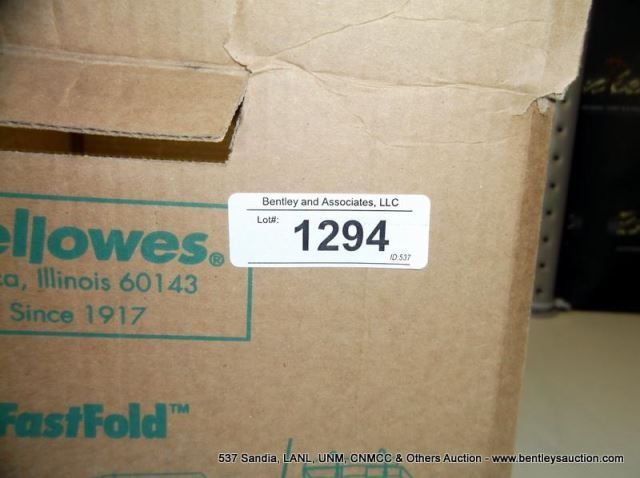 Bentley and Associates, LLC
Lot#:
1294
ID:537
ellowes®
ca, Illinois 60143
Since 1917
FastFold™
537 Sandia, LANL, UNM, CNMCC & Others Auction - www.bentleysauction.com